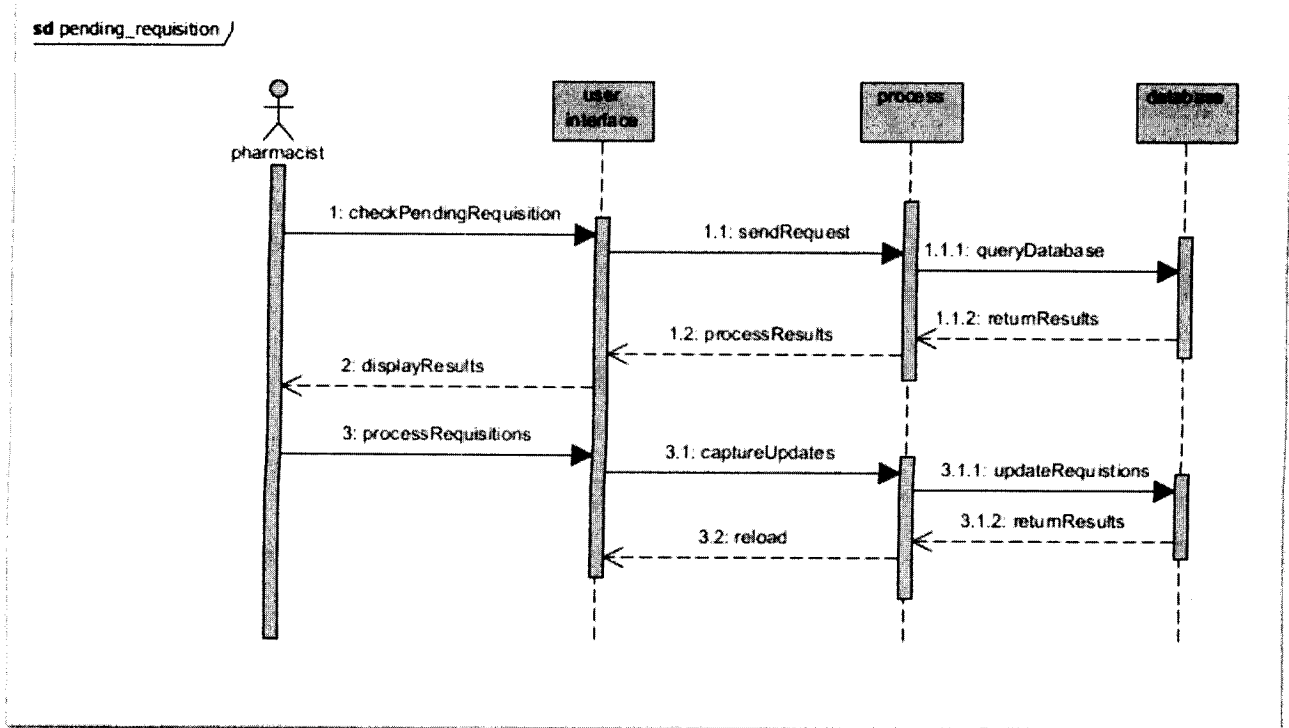 sd pending_requisition
user
interface
process
database
pharmacist
1: checkPendingRequisition
1.1: sendRequest
1.1.1: queryDatabase
1.1.2: returnResults
1.2: processResults
2: displayResults
3: processRequisitions
3.1: captureUpdates
3.1.1: updateRequistions
3.1.2: returnResults
3.2: reload